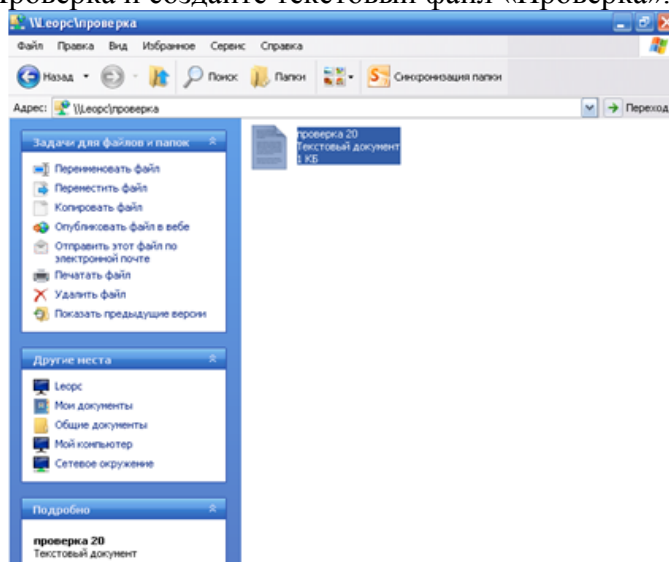 проверка и создайте текстовый файл «Проверка».
\\Leopc\проверка
Файл Правка Вид Избранное Сервис Справка
Назад Поиск Папки Синхронизация папки
Адрес: \\Leopc\проверка Переход
Задачи для файлов и папок
проверка 20
Текстовый документ
1 КБ
Переименовать файл
Переместить файл
Копировать файл
Опубликовать файл в вебе
Отправить этот файл по
электронной почте
Печатать файл
Удалить файл
Показать предыдущие версии
Другие места
Leopc
Мои документы
Общие документы
Мой компьютер
Сетевое окружение
Подробно
проверка 20
Текстовый документ